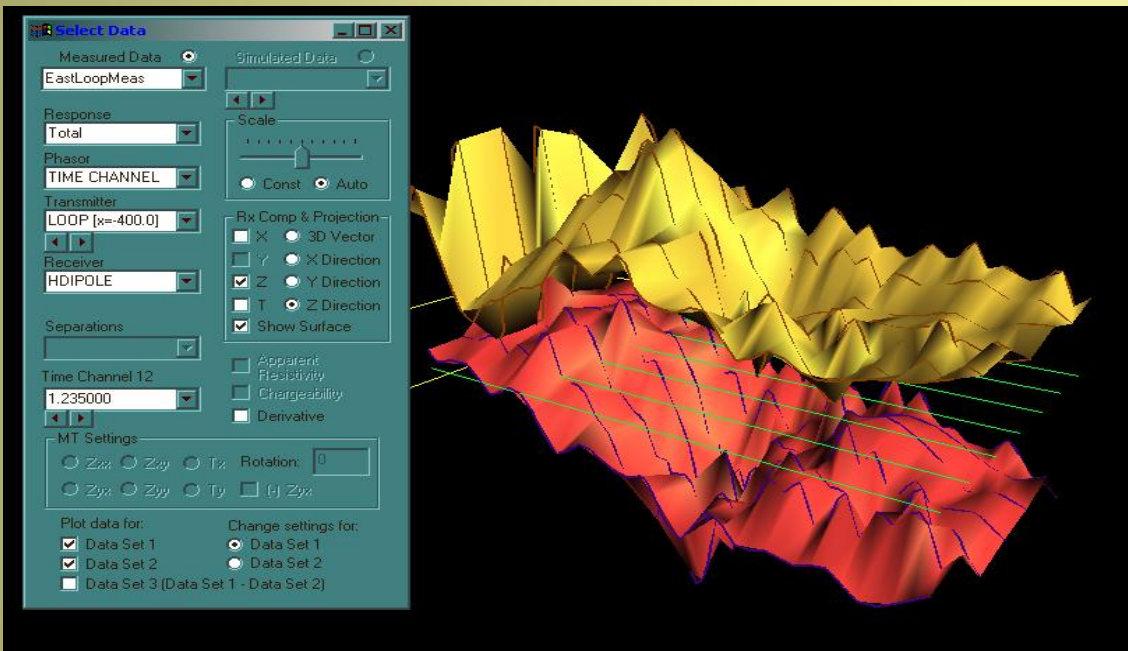 Select Data
Measured Data
Simulated Data
EastLoopMeas
Response
Total
Scale
Const
Auto
Phasor
TIME CHANNEL
Transmitter
LOOP [x=-400.0]
Receiver
HDIPOLE
Rx Comp & Projection
X
3D Vector
Y
X Direction
Z
Y Direction
T
Z Direction
Show Surface
Separations
Apparent
Resistivity
Chargeability
Derivative
Time Channel 12
1.235000
MT Settings
Zxx
Zxy
Tx
Rotation:
0
Zyx
Zyy
Ty
(-) Zyx
Plot data for:
Data Set 1
Data Set 2
Data Set 3 (Data Set 1 - Data Set 2)
Change settings for:
Data Set 1
Data Set 2